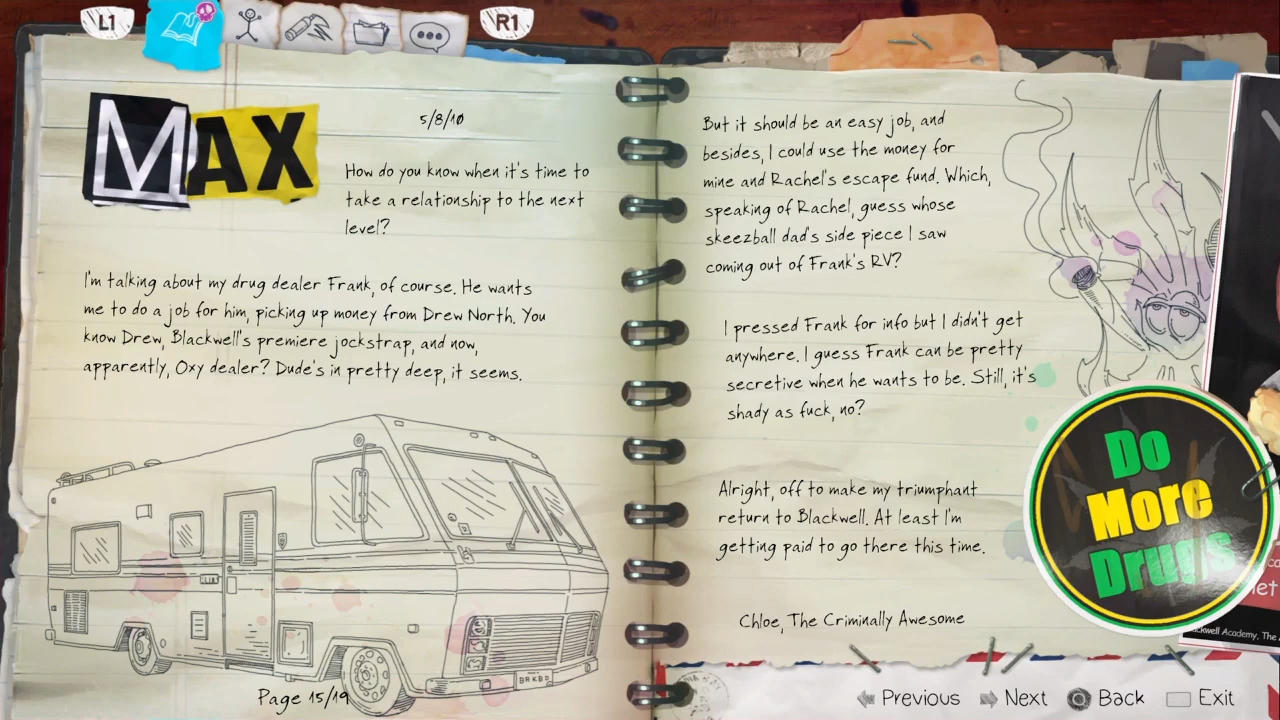 L1
R1
MAX
5/8/10
How do you know when it's time to
take a relationship to the next
level?
I'm talking about my drug dealer Frank, of course. He wants
me to do a job for him, picking up money from Drew North. You
know Drew, Blackwell's premiere jockstrap, and now,
apparently, Oxy dealer? Dude's in pretty deep, it seems.
BRKBD
Page 15/19
But it should be an easy job, and
besides, I could use the money for
mine and Rachel's escape fund. Which,
speaking of Rachel, guess whose
skeezball dad's side piece I saw
coming out of Frank's RV?
I pressed Frank for info but I didn't get
anywhere. I guess Frank can be pretty
secretive when he wants to be. Still, it's
shady as fuck, no?
Alright, off to make my triumphant
return to Blackwell. At least I'm
getting paid to go there this time.
Chloe, The Criminally Awesome
Do
More
Drugs
Academy, The
Previous
Next
Back
Exit